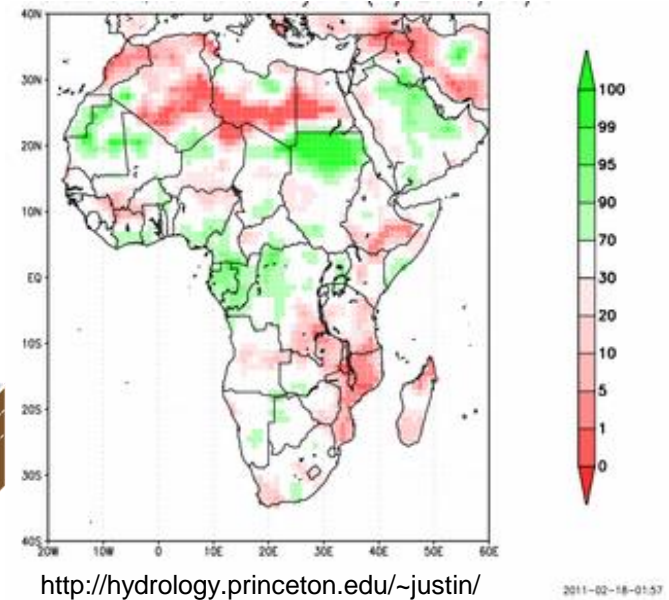 40N
30N
20N
10N
EQ
10S
20S
30S
40S
20W 10W 0 10E 20E 30E 40E 50E 60E
100
99
95
90
70
30
20
10
5
1
0
http://hydrology.princeton.edu/~justin/
2011-02-18-01:57